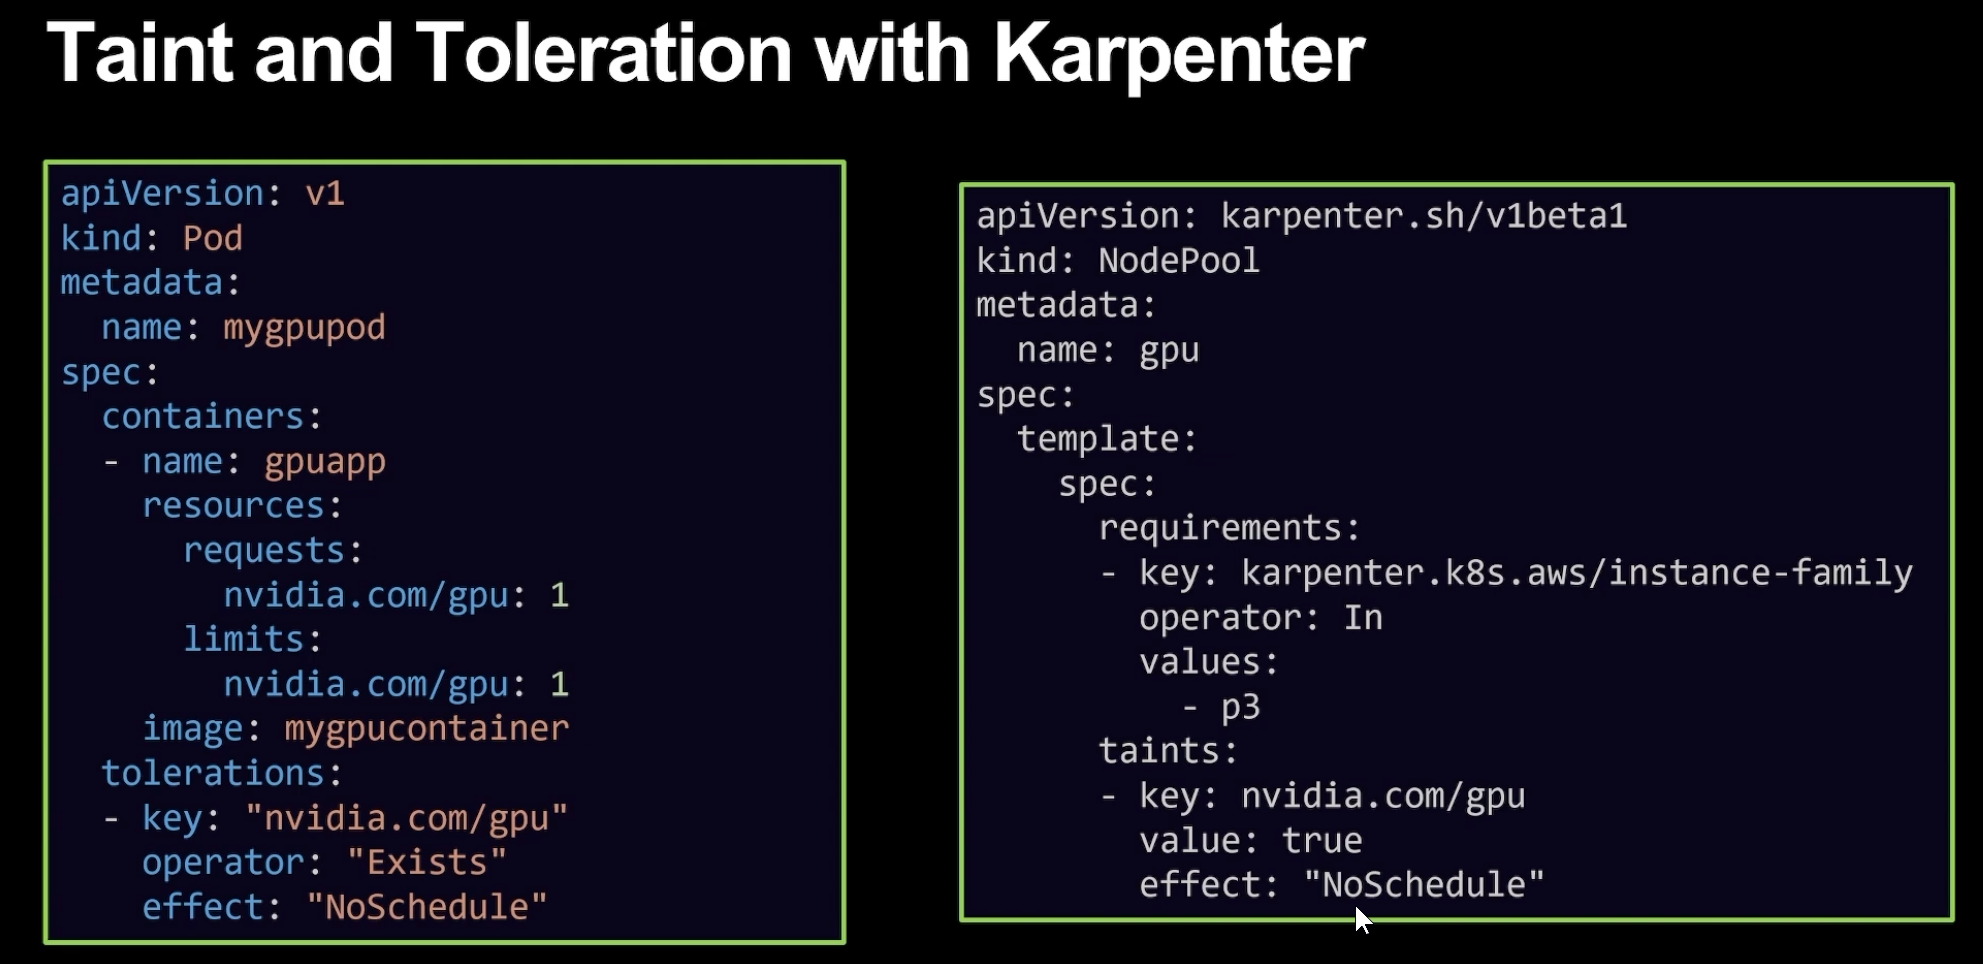 Taint and Toleration with Karpenter
apiVersion: v1
kind: Pod
metadata:
  name: mygpupod
spec:
  containers:
  - name: gpuapp
    resources:
      requests:
        nvidia.com/gpu: 1
      limits:
        nvidia.com/gpu: 1
    image: mygpucontainer
  tolerations:
  - key: "nvidia.com/gpu"
    operator: "Exists"
    effect: "NoSchedule"
apiVersion: karpenter.sh/v1beta1
kind: NodePool
metadata:
  name: gpu
spec:
  template:
    spec:
      requirements:
      - key: karpenter.k8s.aws/instance-family
        operator: In
        values:
          - p3
      taints:
      - key: nvidia.com/gpu
        value: true
        effect: "NoSchedule"